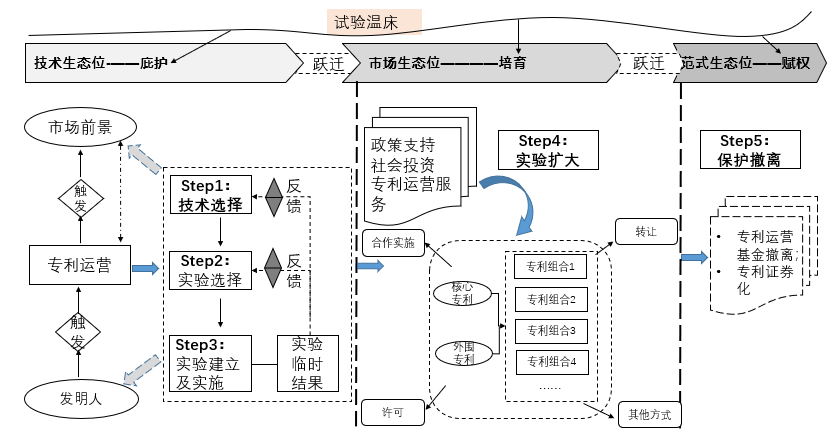 试验温床
技术生态位-——庇护
跃迁
市场生态位————培育
跃迁
范式生态位——赋权
市场前景
触
发
专利运营
触
发
发明人
Step1：
技术选择
反
馈
Step2：
实验选择
反
馈
Step3：
实验建立
及实施
实验
临时
结果
政策支持
社会投资
专利运营服
务
Step4：
实验扩大
Step5：
保护撤离
合作实施
转让
核心
专利
外围
专利
专利组合1
专利组合2
专利组合3
专利组合4
……
许可
其他方式
• 专利运营
基金撤离;
• 专利证券
化